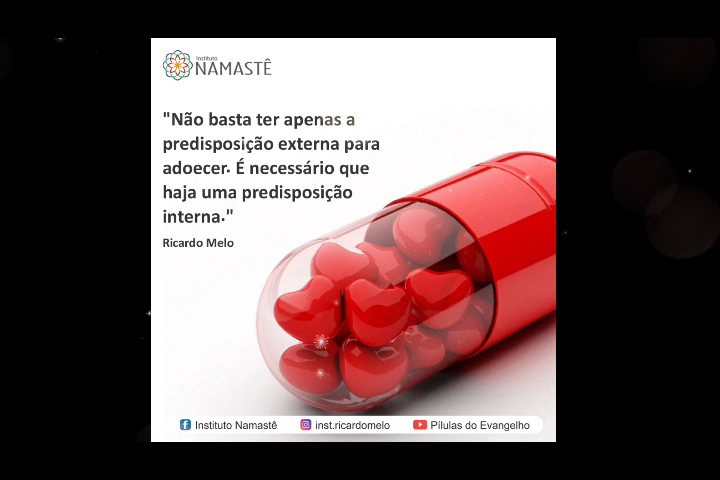 Instituto
NAMASTÊ
"Não basta ter apenas a
predisposição externa para
adoecer. É necessário que
haja uma predisposição
interna."
Ricardo Melo
Instituto Namastê inst.ricardomelo Pílulas do Evangelho